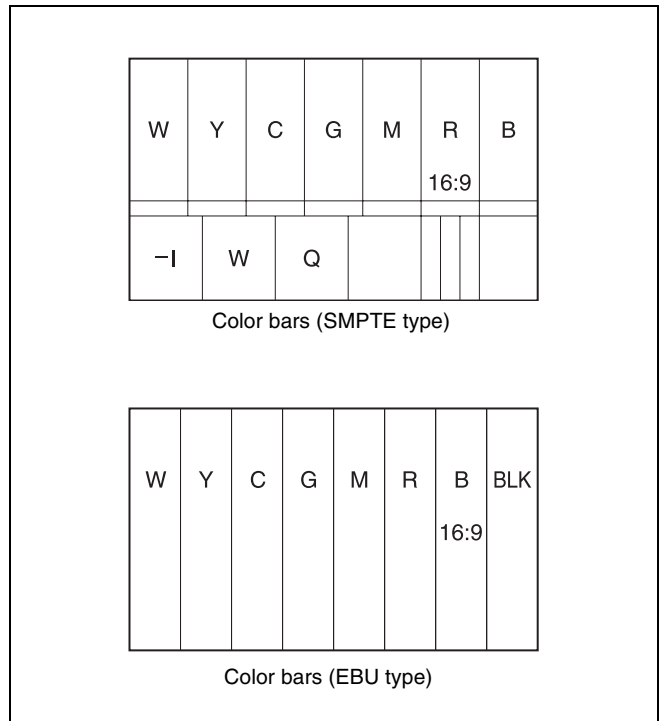 W Y C G M R B
16:9
−I W Q
Color bars (SMPTE type)
W Y C G M R B BLK
16:9
Color bars (EBU type)